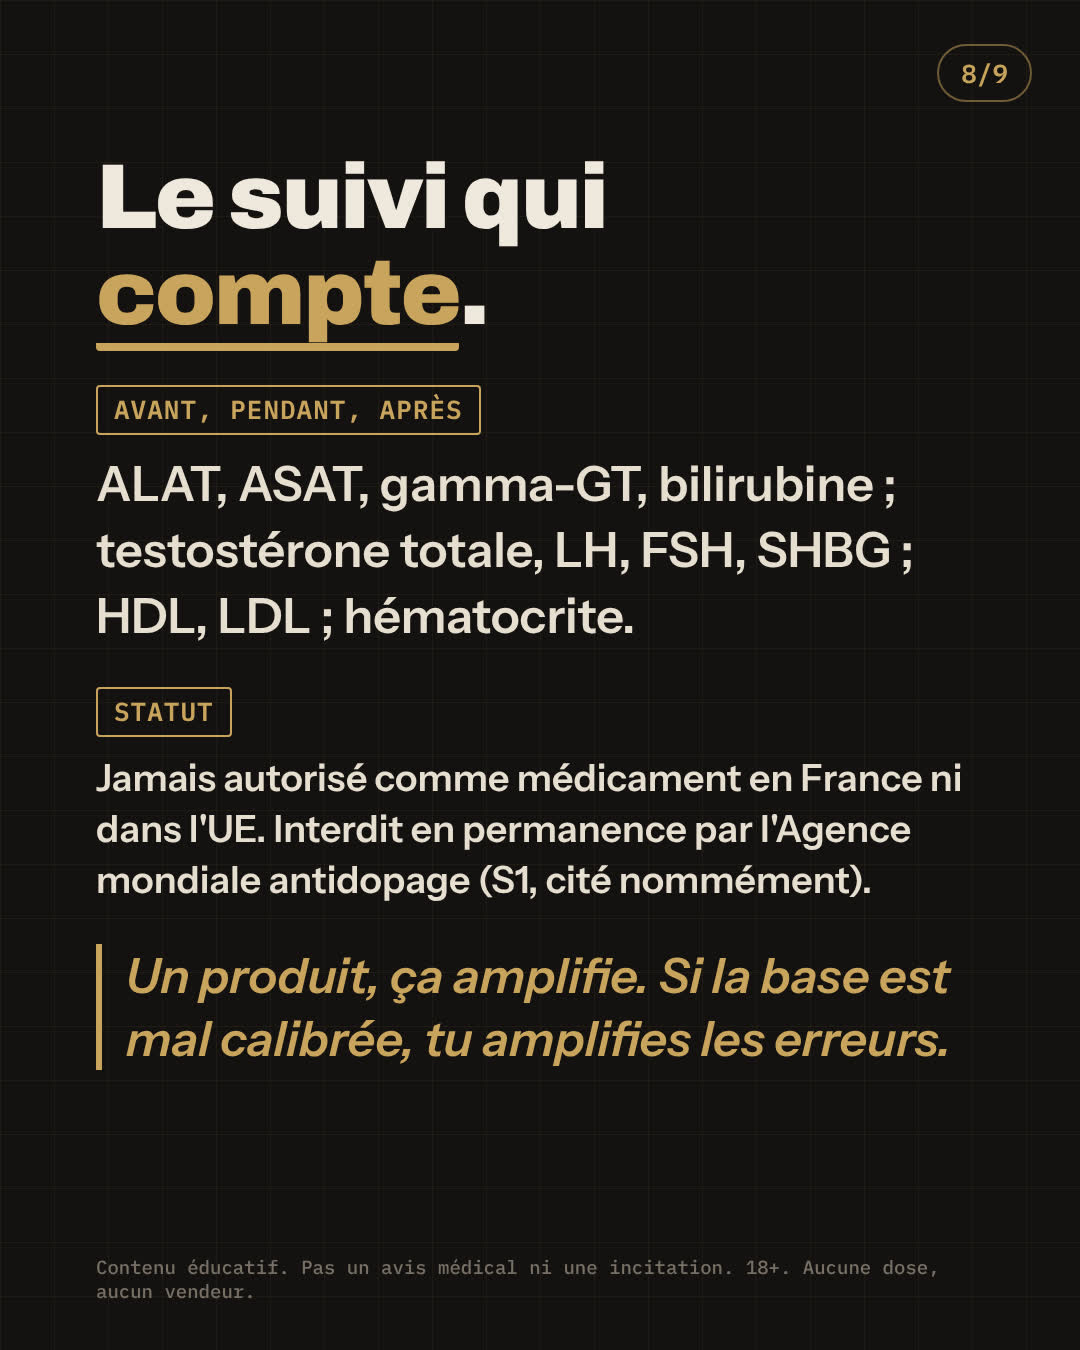 8/9
Le suivi qui
compte.
AVANT, PENDANT, APRÈS
ALAT, ASAT, gamma-GT, bilirubine ;
testostérone totale, LH, FSH, SHBG ;
HDL, LDL ; hématocrite.
STATUT
Jamais autorisé comme médicament en France ni
dans l'UE. Interdit en permanence par l'Agence
mondiale antidopage (S1, cité nommément).
Un produit, ça amplifie. Si la base est
mal calibrée, tu amplifies les erreurs.
Contenu éducatif. Pas un avis médical ni une incitation. 18+. Aucune dose,
aucun vendeur.